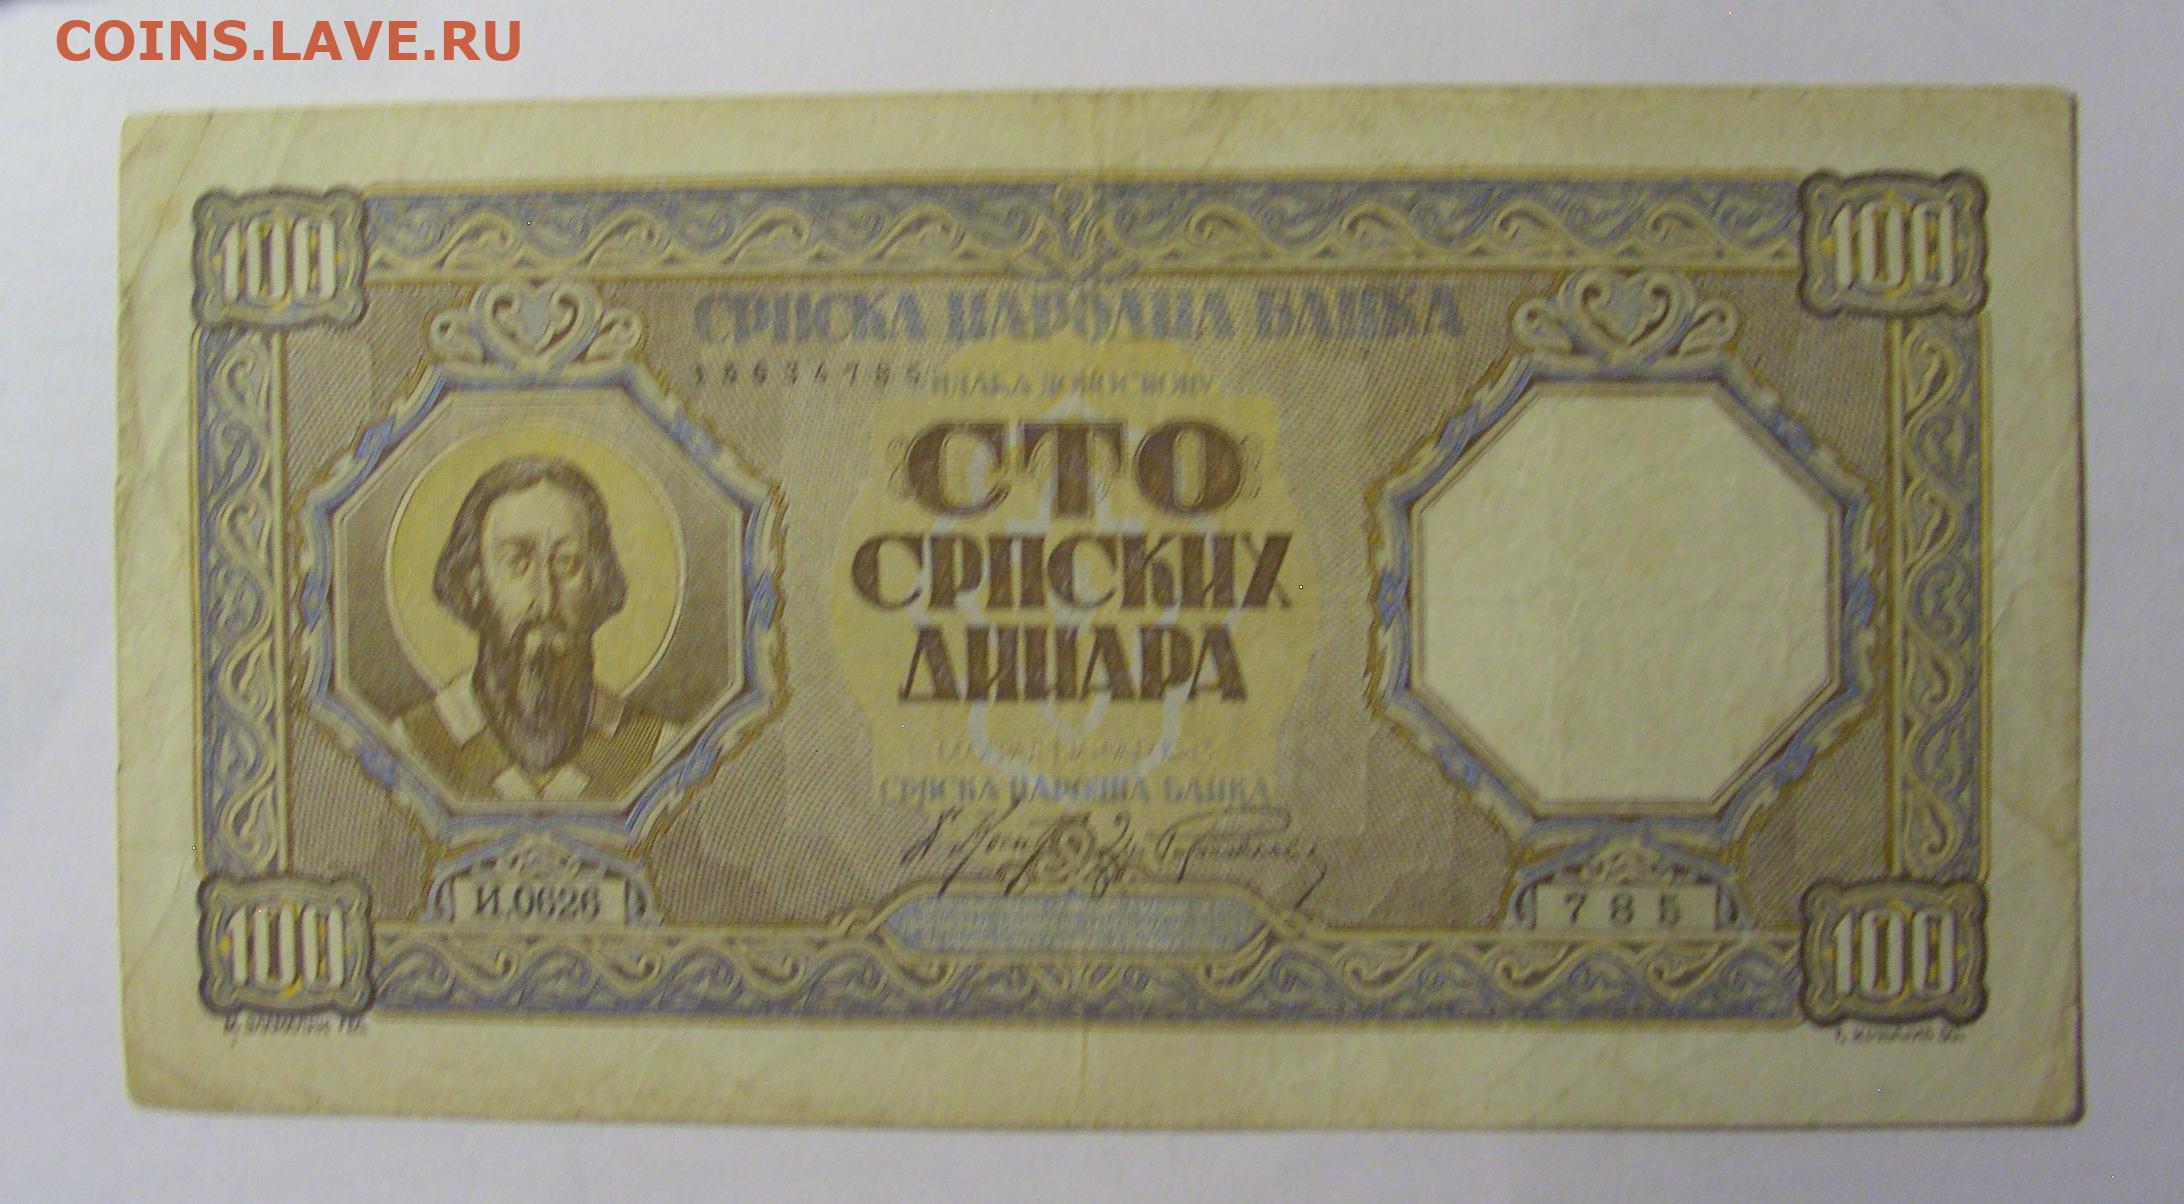 COINS.LAVE.RU
100
100
СРПСКА НАРОДНА БАНКА
СТО
СРПСКИХ
ДИНАРА
СРПСКА НАРОДНА БАНКА
И.0626
785
100
100